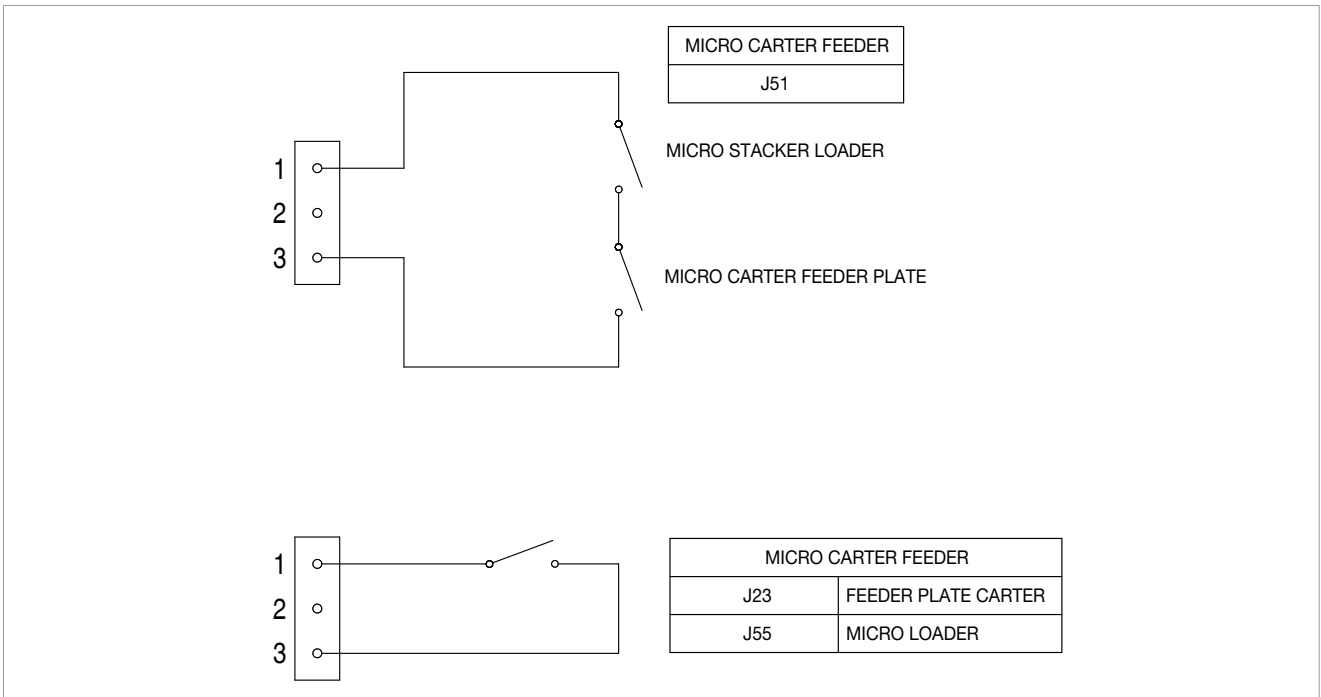 MICRO CARTER FEEDER
J51
MICRO STACKER LOADER
1
2
3
MICRO CARTER FEEDER PLATE
1
2
3
MICRO CARTER FEEDER
J23 FEEDER PLATE CARTER
J55 MICRO LOADER